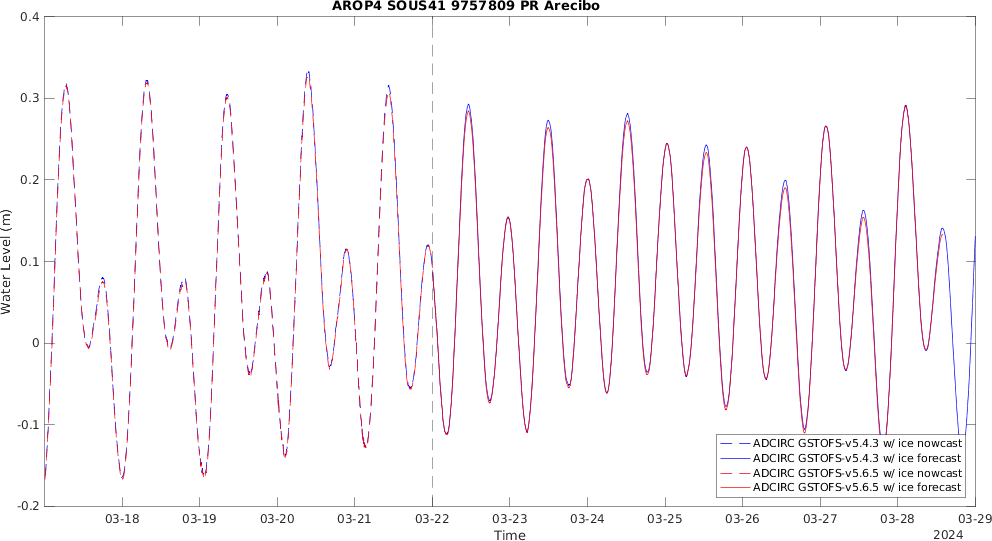 AROP4 SOUS41 9757809 PR Arecibo
Water Level (m)
0.4
0.3
0.2
0.1
0
-0.1
-0.2
ADCIRC GSTOFS-v5.4.3 w/ ice nowcast
ADCIRC GSTOFS-v5.4.3 w/ ice forecast
ADCIRC GSTOFS-v5.6.5 w/ ice nowcast
ADCIRC GSTOFS-v5.6.5 w/ ice forecast
03-18 03-19 03-20 03-21 03-22 03-23 03-24 03-25 03-26 03-27 03-28 03-29
Time
2024